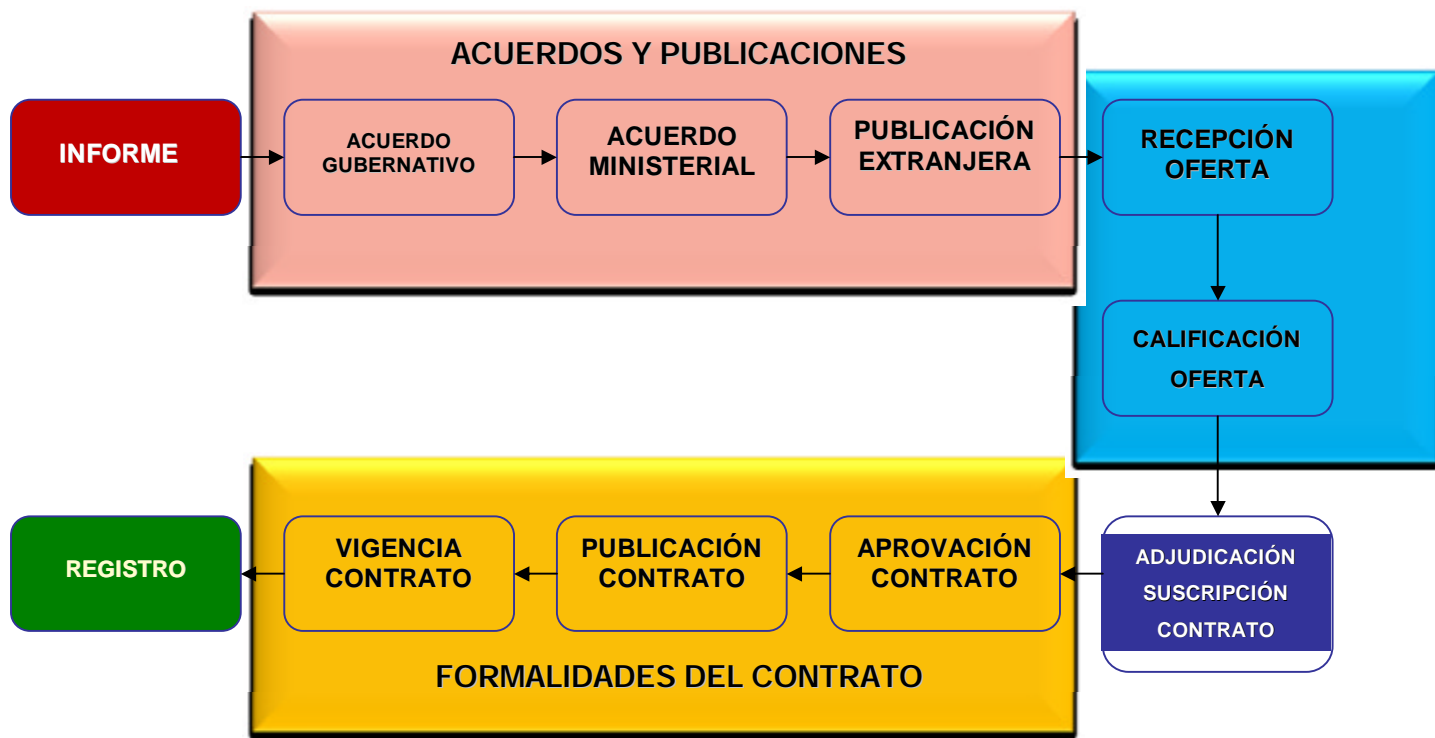 ACUERDOS Y PUBLICACIONES
INFORME
ACUERDO
GUBERNATIVO
ACUERDO
MINISTERIAL
PUBLICACIÓN
EXTRANJERA
RECEPCIÓN
OFERTA
CALIFICACIÓN
OFERTA
ADJUDICACIÓN
SUSCRIPCIÓN
CONTRATO
APROVACIÓN
CONTRATO
PUBLICACIÓN
CONTRATO
VIGENCIA
CONTRATO
REGISTRO
FORMALIDADES DEL CONTRATO